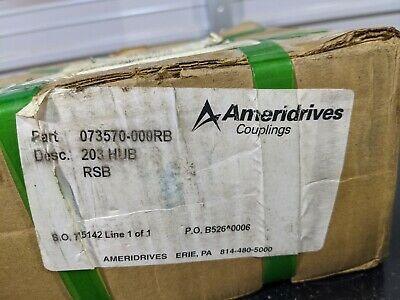 Ameridrives
Couplings
Part 073570-000RB
Desc.: 203 HUB
RSB
S.O. 15142 Line 1 of 1 P.O. B526^0006
AMERIDRIVES ERIE, PA 814-480-5000